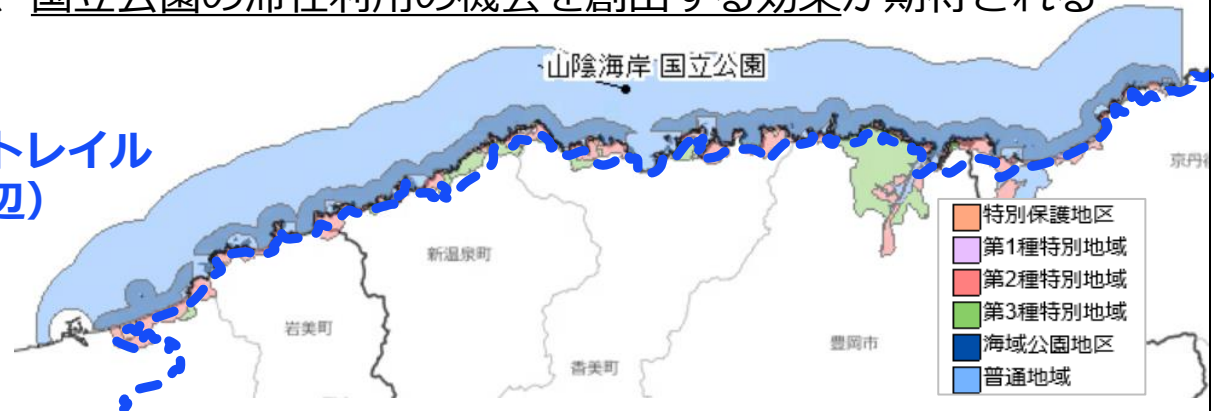 国立公園の滞在利用の機会を創出する効果が期待される
山陰海岸 国立公園
トレイル
辺）
京丹
新温泉町
岩美町
香美町
豊岡市
特別保護地区
第1種特別地域
第2種特別地域
第3種特別地域
海域公園地区
普通地域